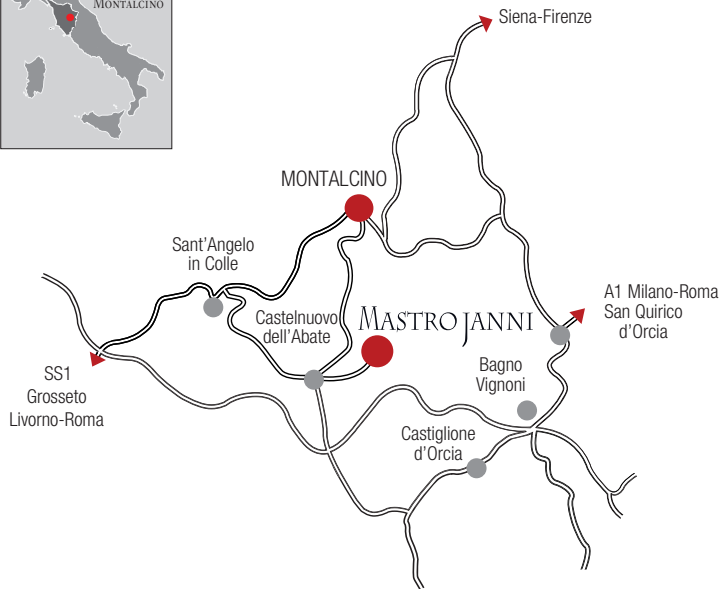 MONTALCINO
Siena-Firenze
MONTALCINO
Sant'Angelo
in Colle
Castelnuovo
dell'Abate
MASTROJANNI
A1 Milano-Roma
San Quirico
d'Orcia
SS1
Grosseto
Livorno-Roma
Bagno
Vignoni
Castiglione
d'Orcia